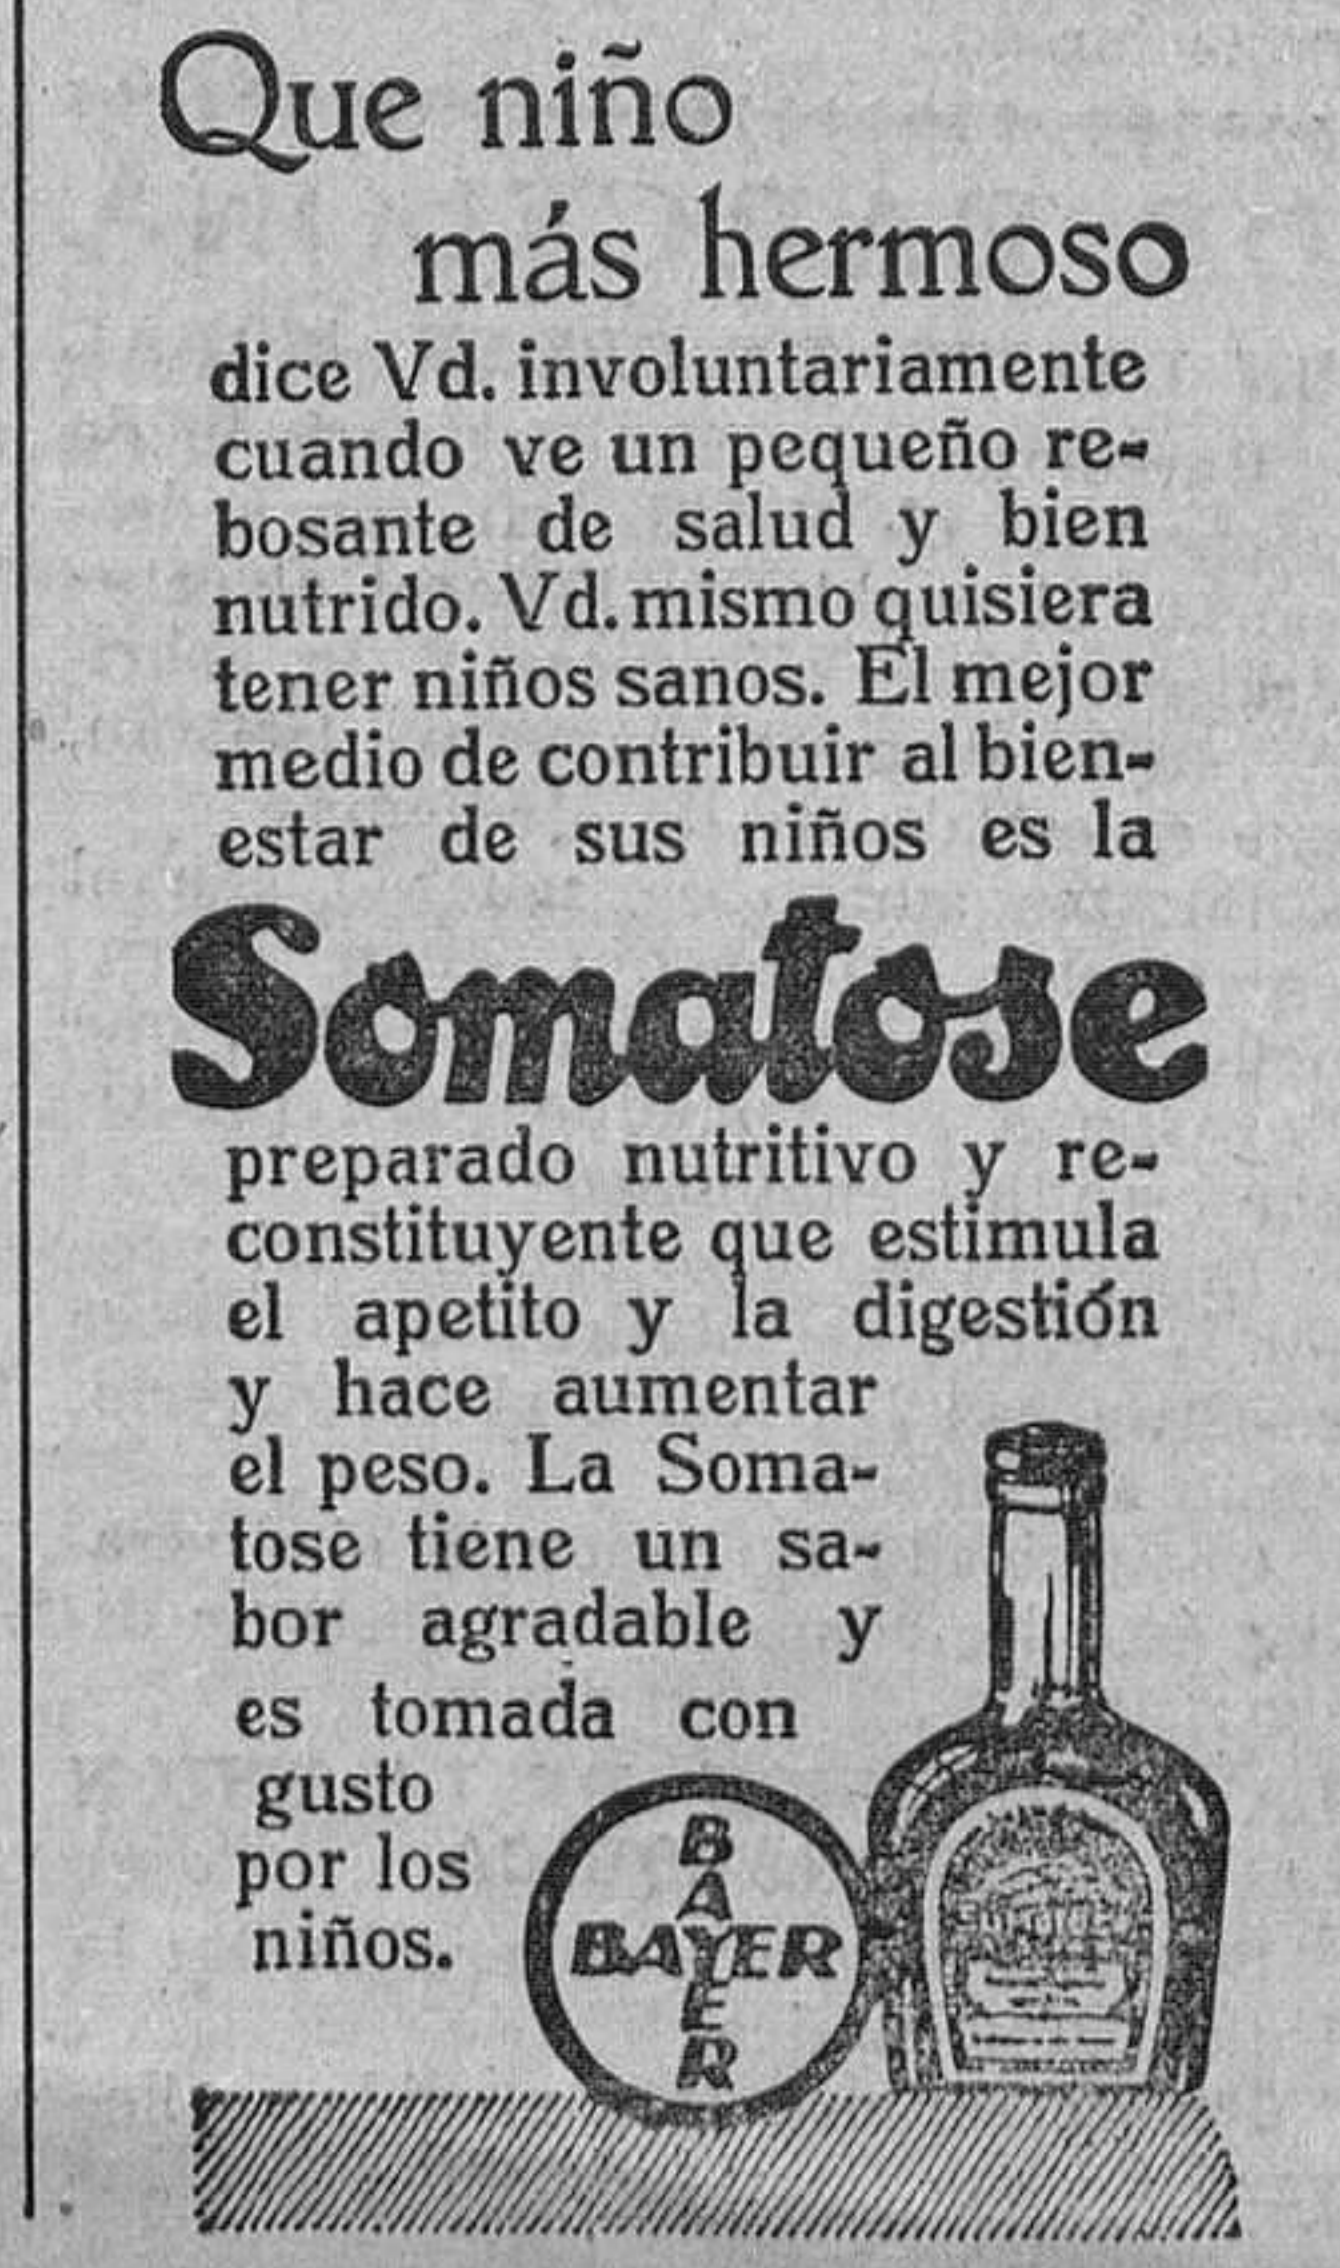 Que niño
más hermoso
dice Vd. involuntariamente
cuando ve un pequeño re-
bosante de salud y bien
nutrido. Vd. mismo quisiera
tener niños sanos. El mejor
medio de contribuir al bien-
estar de sus niños es la
Somatose
preparado nutritivo y re-
constituyente que estimula
el apetito y la digestión
y hace aumentar
el peso. La Soma-
tose tiene un sa-
bor agradable y
es tomada con
gusto
por los
niños.
BAYER
BAYER